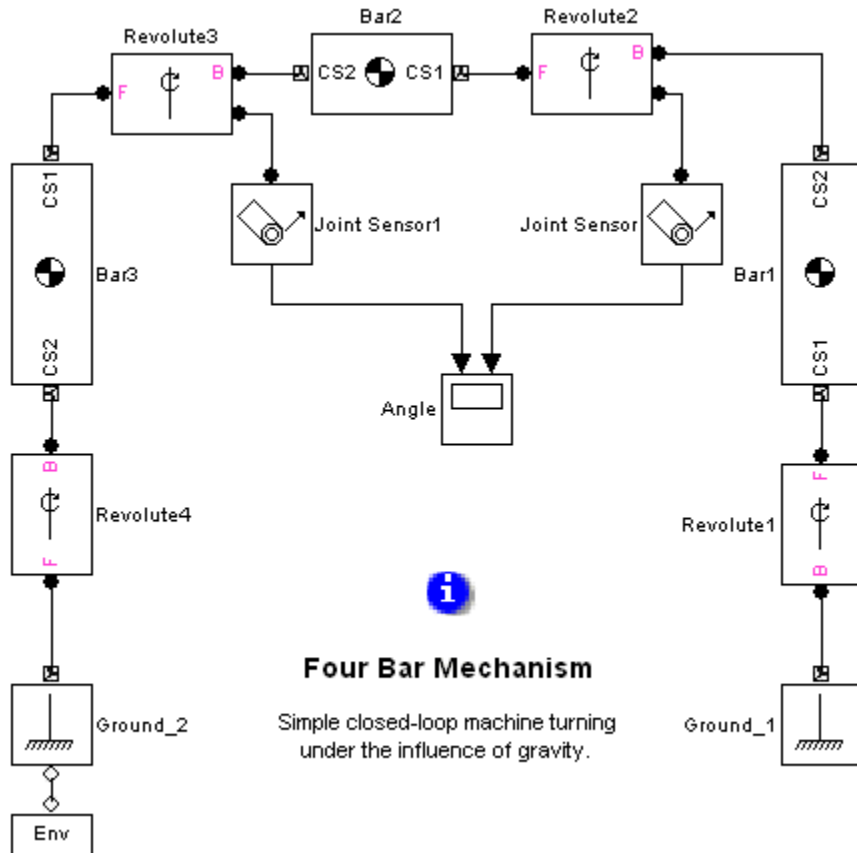 Bar2
Revolute2
Revolute3
B
B
CS2 CS1
F
F
CS1
CS2
Joint Sensor1
Joint Sensor
Bar3
Bar1
CS2
CS1
Angle
B
F
Revolute4
Revolute1
F
B
i
Four Bar Mechanism
Ground_2
Simple closed-loop machine turning
under the influence of gravity.
Ground_1
Env